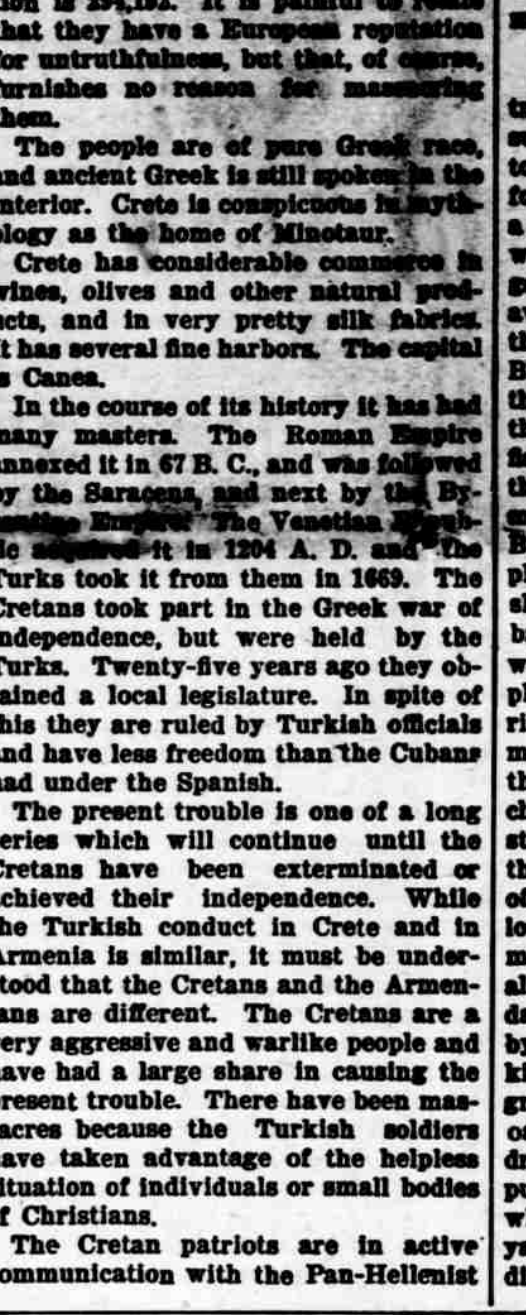 that they have a European reputation
for untruthfulness, but that, of course,
furnishes no reason for massacring
them.
The people are of pure Greek race,
and ancient Greek is still spoken in the
interior. Crete is conspicuous in myth-
ology as the home of Minotaur.
Crete has considerable commerce in
wines, olives and other natural prod-
ucts, and in very pretty silk fabrics.
It has several fine harbors. The capital
is Canea.
In the course of its history it has had
many masters. The Roman Empire
annexed it in 67 B. C., and was followed
by the Saracens, and next by the By-
zantine Empire. The Venetian Repub-
lic acquired it in 1204 A. D. and the
Turks took it from them in 1669. The
Cretans took part in the Greek war of
independence, but were held by the
Turks. Twenty-five years ago they ob-
tained a local legislature. In spite of
this they are ruled by Turkish officials
and have less freedom than the Cubans
had under the Spanish.
The present trouble is one of a long
series which will continue until the
Cretans have been exterminated or
achieved their independence. While
the Turkish conduct in Crete and in
Armenia is similar, it must be under-
stood that the Cretans and the Armen-
ians are different. The Cretans are a
very aggressive and warlike people and
have had a large share in causing the
present trouble. There have been mas-
sacres because the Turkish soldiers
have taken advantage of the helpless
situation of individuals or small bodies
of Christians.
The Cretan patriots are in active
communication with the Pan-Hellenist